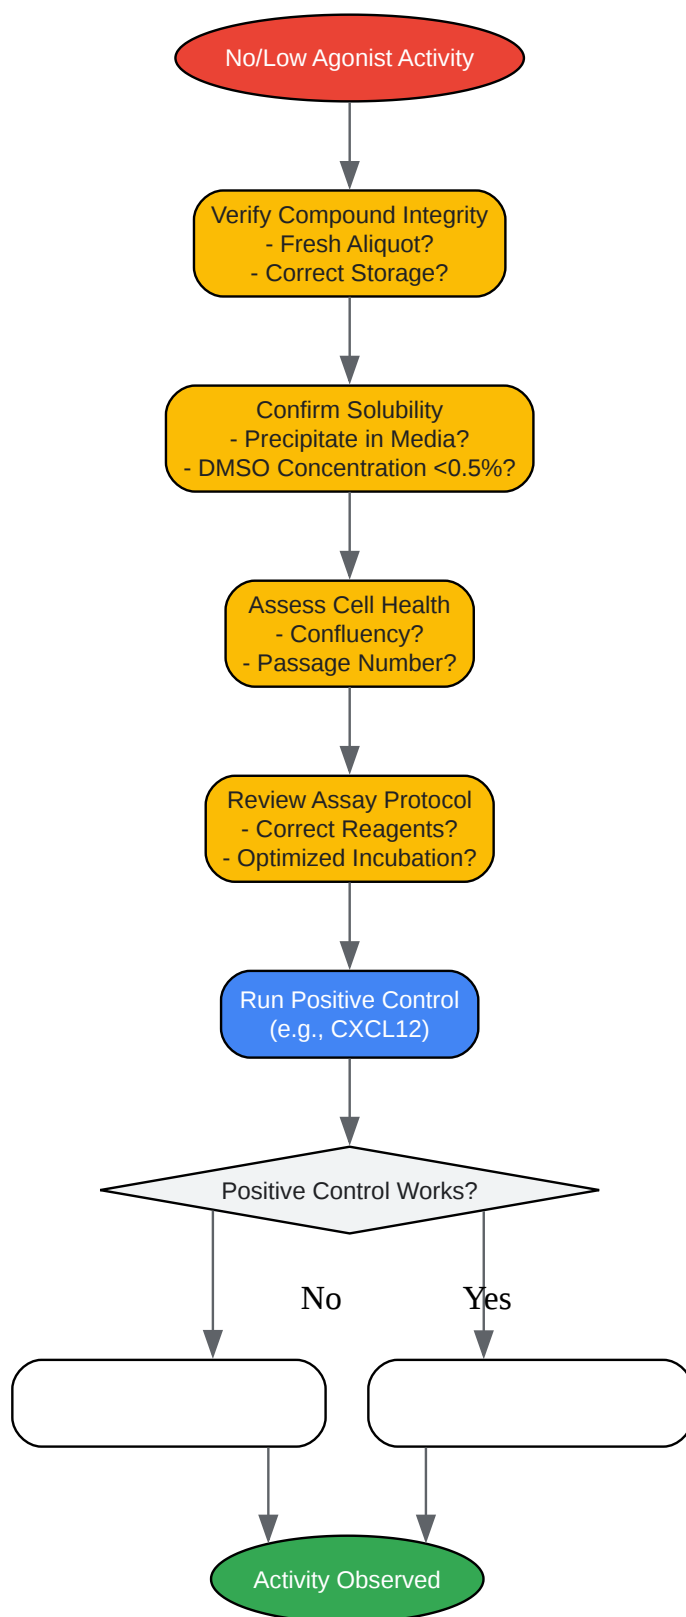 No/Low Agonist Activity
Verify Compound Integrity
- Fresh Aliquot?
- Correct Storage?
Confirm Solubility
- Precipitate in Media?
- DMSO Concentration <0.5%?
Assess Cell Health
- Confluency?
- Passage Number?
Review Assay Protocol
- Correct Reagents?
- Optimized Incubation?
Run Positive Control
(e.g., CXCL12)
Positive Control Works?
No
Yes
Activity Observed